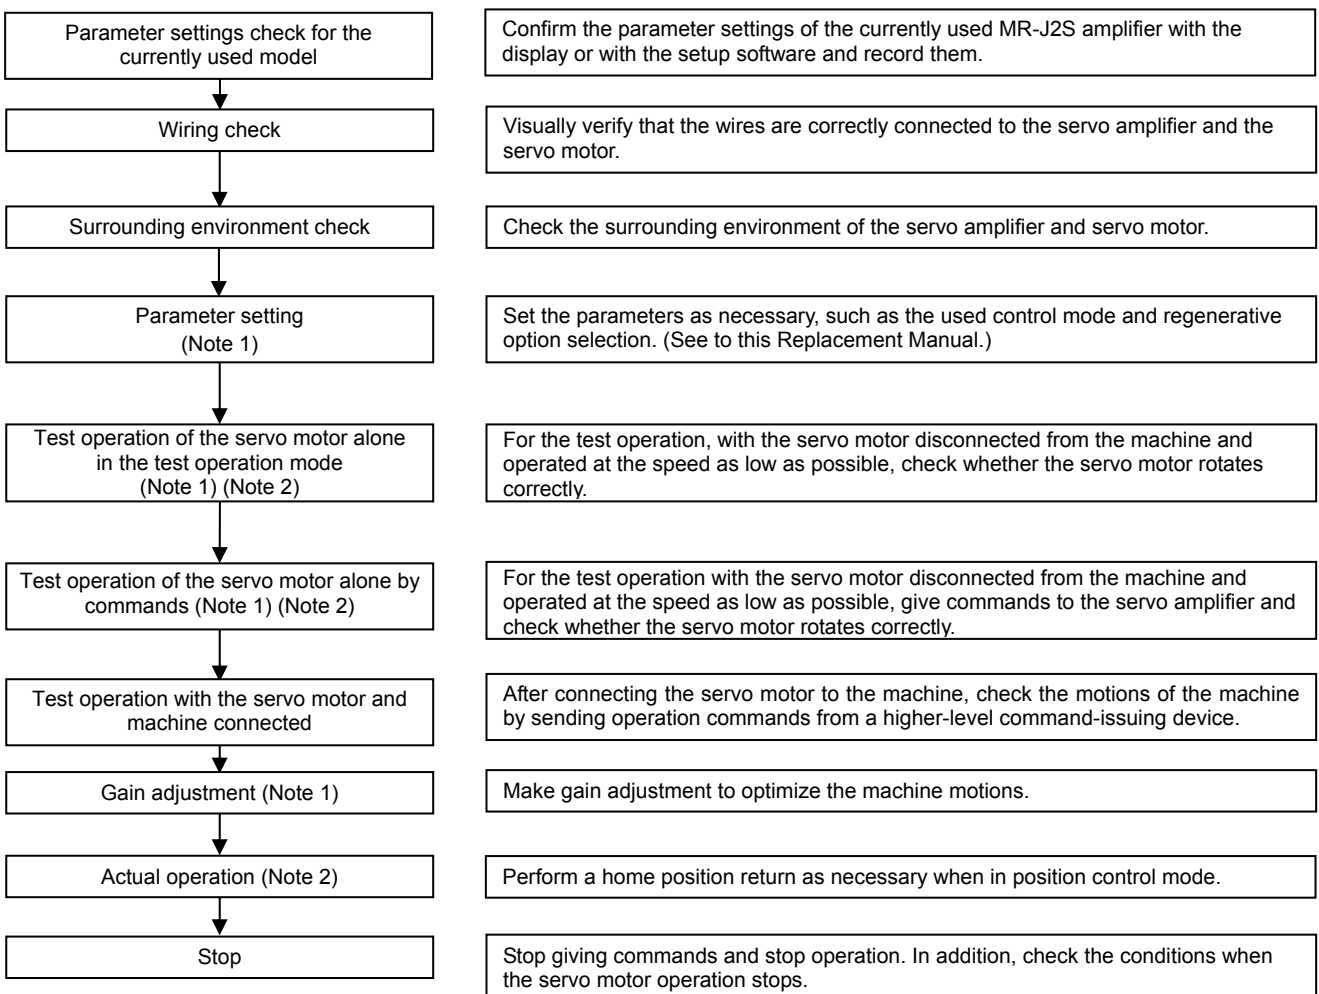 Parameter settings check for the
currently used model
Confirm the parameter settings of the currently used MR-J2S amplifier with the
display or with the setup software and record them.
Wiring check
Visually verify that the wires are correctly connected to the servo amplifier and the
servo motor.
Surrounding environment check
Check the surrounding environment of the servo amplifier and servo motor.
Parameter setting
(Note 1)
Set the parameters as necessary, such as the used control mode and regenerative
option selection. (See to this Replacement Manual.)
Test operation of the servo motor alone
in the test operation mode
(Note 1) (Note 2)
For the test operation, with the servo motor disconnected from the machine and
operated at the speed as low as possible, check whether the servo motor rotates
correctly.
Test operation of the servo motor alone by
commands (Note 1) (Note 2)
For the test operation with the servo motor disconnected from the machine and
operated at the speed as low as possible, give commands to the servo amplifier and
check whether the servo motor rotates correctly.
Test operation with the servo motor and
machine connected
After connecting the servo motor to the machine, check the motions of the machine
by sending operation commands from a higher-level command-issuing device.
Gain adjustment (Note 1)
Make gain adjustment to optimize the machine motions.
Actual operation (Note 2)
Perform a home position return as necessary when in position control mode.
Stop
Stop giving commands and stop operation. In addition, check the conditions when
the servo motor operation stops.